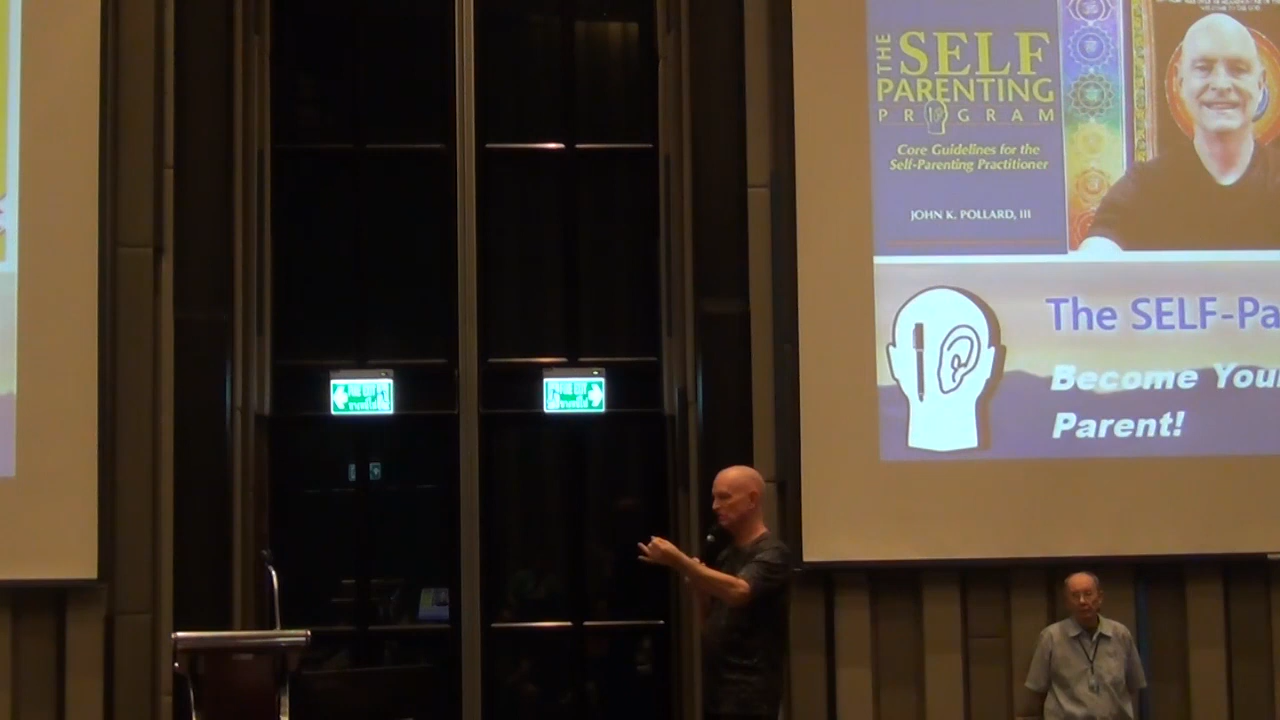 THE
SELF
PARENTING
PROGRAM
Core Guidelines for the
Self-Parenting Practitioner
JOHN K. POLLARD, III
The SELF-Pa
Become You
Parent!